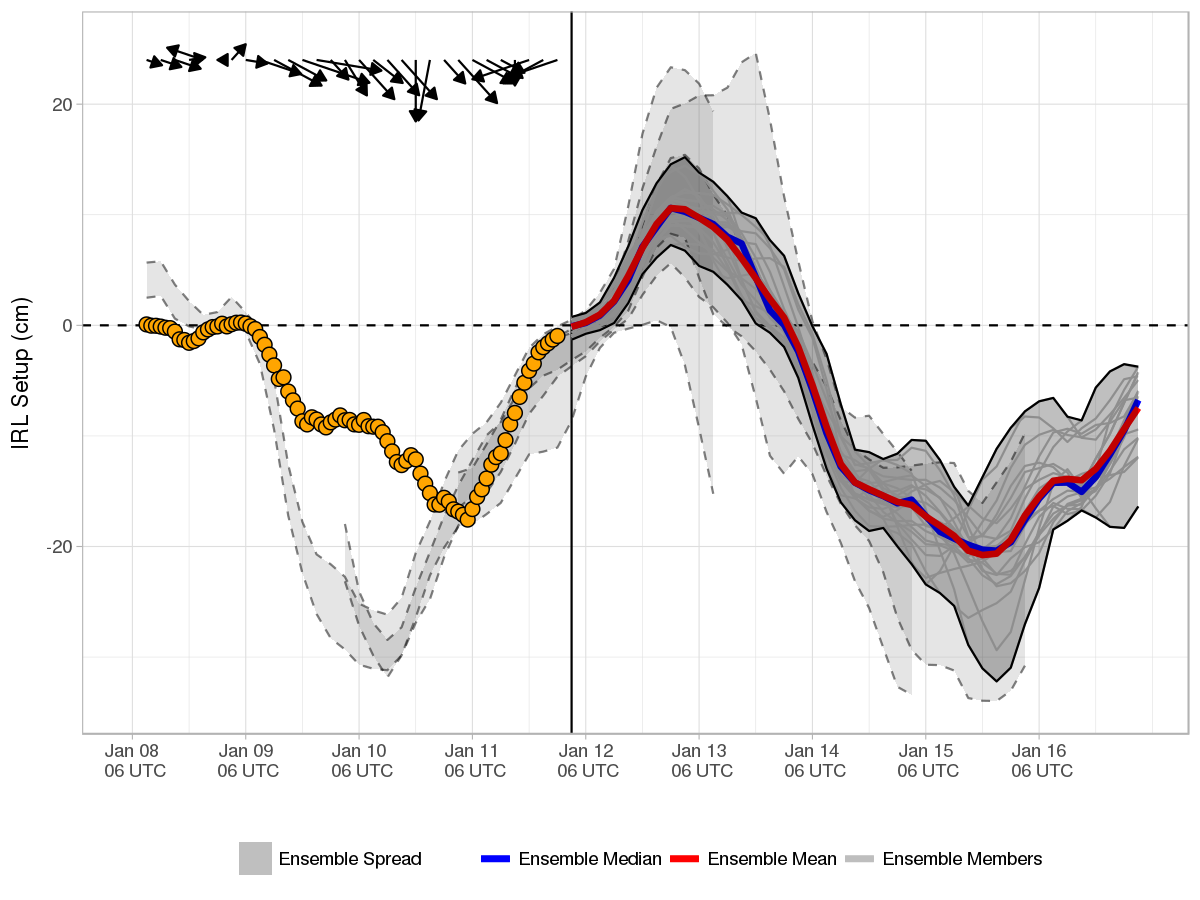 IRL Setup (cm)
20
0
-20
Jan 08 Jan 09 Jan 10 Jan 11 Jan 12 Jan 13 Jan 14 Jan 15 Jan 16
06 UTC 06 UTC 06 UTC 06 UTC 06 UTC 06 UTC 06 UTC 06 UTC 06 UTC
Ensemble Spread Ensemble Median Ensemble Mean Ensemble Members